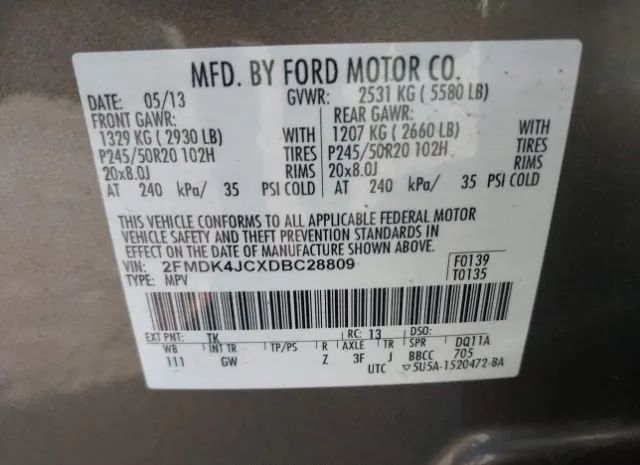 MFD. BY FORD MOTOR CO.
DATE: 05/13 GVWR: 2531 KG ( 5580 LB)
FRONT GAWR: REAR GAWR:
1329 KG ( 2930 LB) WITH 1207 KG ( 2660 LB) WITH
P245/50R20 102H TIRES P245/50R20 102H TIRES
20x8.0J RIMS 20x8.0J RIMS
AT 240 kPa/ 35 PSI COLD AT 240 kPa/ 35 PSI COLD
THIS VEHICLE CONFORMS TO ALL APPLICABLE FEDERAL MOTOR
VEHICLE SAFETY AND THEFT PREVENTION STANDARDS IN
EFFECT ON THE DATE OF MANUFACTURE SHOWN ABOVE.
VIN: 2FMDK4JCXDBC28809 F0139
TYPE: MPV T0135
EXT PNT: TK RC: 13 DSO:
WB INT TR TP/PS R AXLE TR SPR DQ11A
111 GW Z 3F J BBCC 705
UTC ▽5U5A-1520472-BA